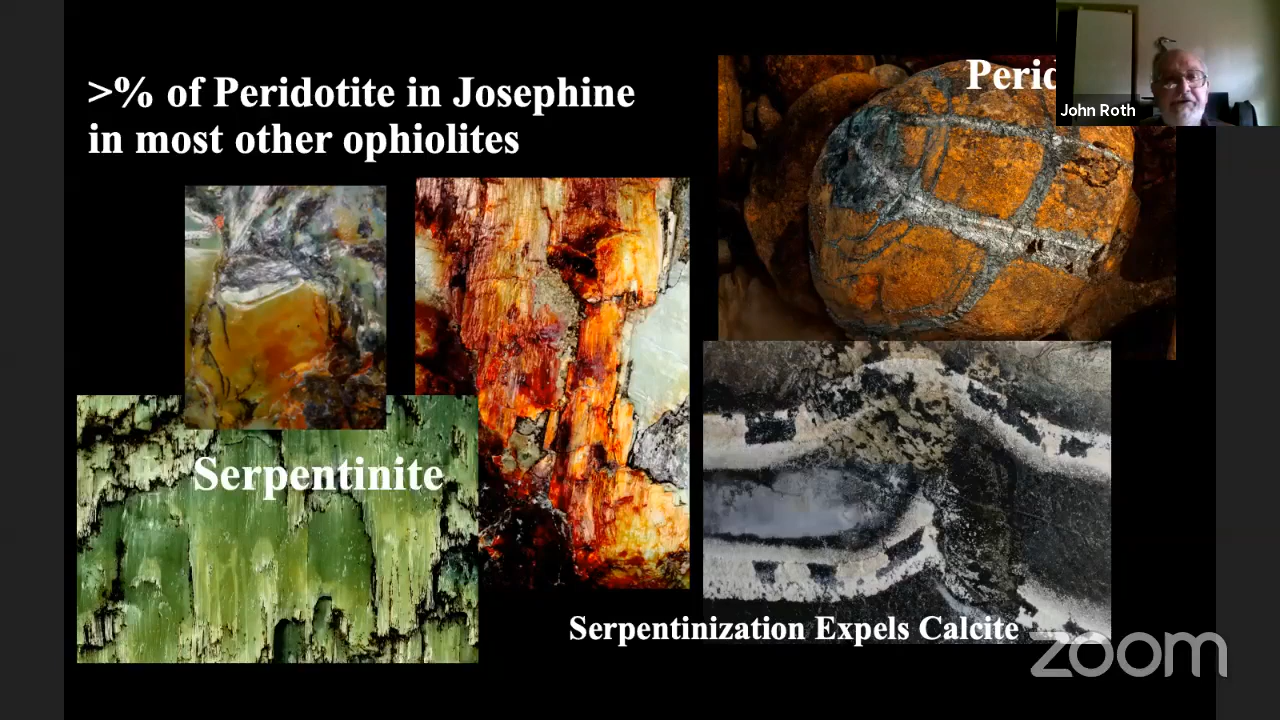 >% of Peridotite in Josephine
in most other ophiolites
Perid
John Roth
Serpentinite
Serpentinization Expels Calcite
zoom